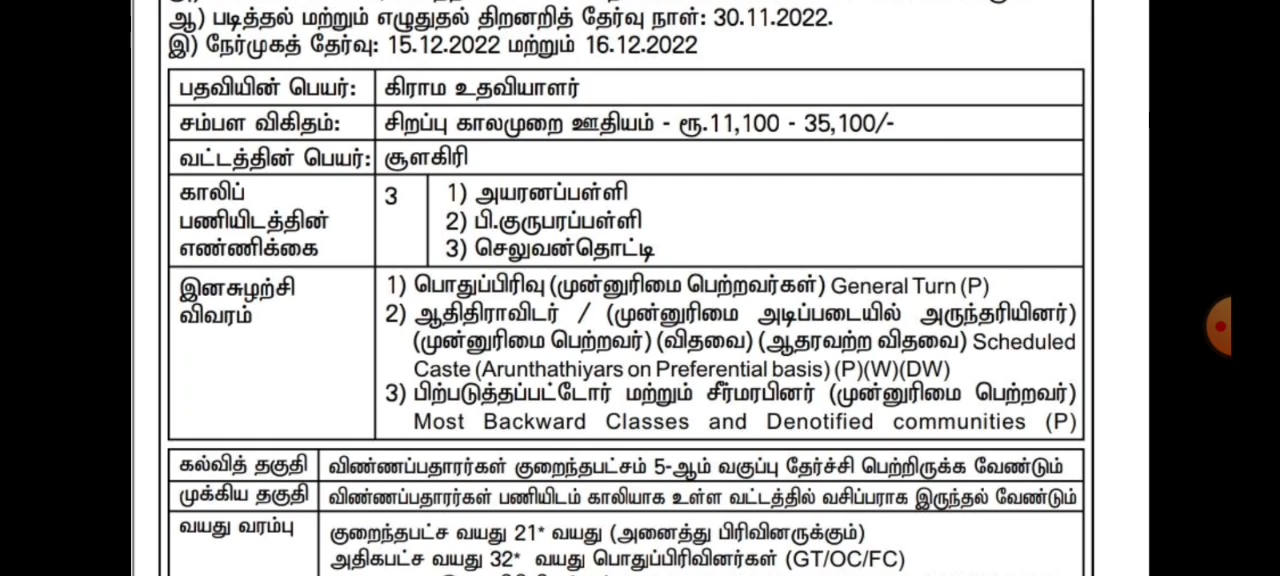 ஆ) படித்தல் மற்றும் எழுதுதல் திறனறித் தேர்வு நாள்: 30.11.2022.
இ) நேர்முகத் தேர்வு: 15.12.2022 மற்றும் 16.12.2022
பதவியின் பெயர்: கிராம உதவியாளர்
சம்பள விகிதம்: சிறப்பு காலமுறை ஊதியம் - ரூ.11,100 - 35,100/-
வட்டத்தின் பெயர்: சூளகிரி
காலிப் பணியிடத்தின் எண்ணிக்கை 3
1) அயரனப்பள்ளி
2) பி.குருபரப்பள்ளி
3) செலுவன்தொட்டி
இனசுழற்சி விவரம்
1) பொதுப்பிரிவு (முன்னுரிமை பெற்றவர்கள்) General Turn (P)
2) ஆதிதிராவிடர் / (முன்னுரிமை அடிப்படையில் அருந்தரியினர்)
(முன்னுரிமை பெற்றவர்) (விதவை) (ஆதரவற்ற விதவை) Scheduled
Caste (Arunthathiyars on Preferential basis) (P)(W)(DW)
3) பிற்படுத்தப்பட்டோர் மற்றும் சீர்மரபினர் (முன்னுரிமை பெற்றவர்)
Most Backward Classes and Denotified communities (P)
கல்வித் தகுதி விண்ணப்பதாரர்கள் குறைந்தபட்சம் 5-ஆம் வகுப்பு தேர்ச்சி பெற்றிருக்க வேண்டும்
முக்கிய தகுதி விண்ணப்பதாரர்கள் பணியிடம் காலியாக உள்ள வட்டத்தில் வசிப்பராக இருந்தல் வேண்டும்
வயது வரம்பு குறைந்தபட்ச வயது 21* வயது (அனைத்து பிரிவினருக்கும்)
அதிகபட்ச வயது 32* வயது பொதுப்பிரிவினர்கள் (GT/OC/FC)